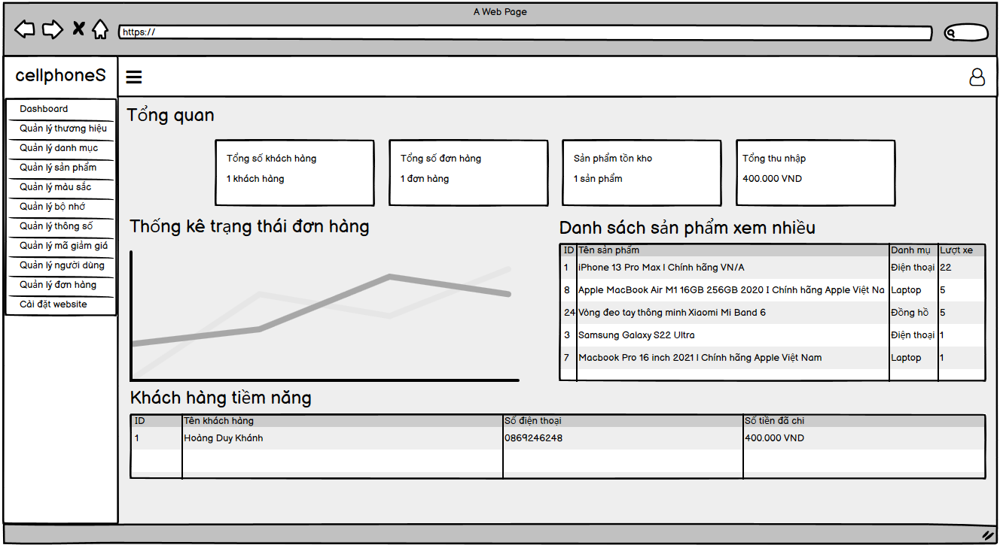 A Web Page
https://
cellphoneS
Dashboard
Quản lý thương hiệu
Quản lý danh mục
Quản lý sản phẩm
Quản lý màu sắc
Quản lý bộ nhớ
Quản lý thông số
Quản lý mã giảm giá
Quản lý người dùng
Quản lý đơn hàng
Cài đặt website
Tổng quan
Tổng số khách hàng
1 khách hàng
Tổng số đơn hàng
1 đơn hàng
Sản phẩm tồn kho
1 sản phẩm
Tổng thu nhập
400.000 VND
Thống kê trạng thái đơn hàng
Danh sách sản phẩm xem nhiều
ID Tên sản phẩm Danh mụ Lượt xe
1 iPhone 13 Pro Max I Chính hãng VN/A Điện thoại 22
8 Apple MacBook Air M1 16GB 256GB 2020 I Chính hãng Apple Việt Na Laptop 5
24 Vòng đeo tay thông minh Xiaomi Mi Band 6 Đồng hồ 5
3 Samsung Galaxy S22 Ultra Điện thoại 1
7 Macbook Pro 16 inch 2021 I Chính hãng Apple Việt Nam Laptop 1
Khách hàng tiềm năng
ID Tên khách hàng Số điện thoại Số tiền đã chi
1 Hoàng Duy Khánh 0869246248 400.000 VND